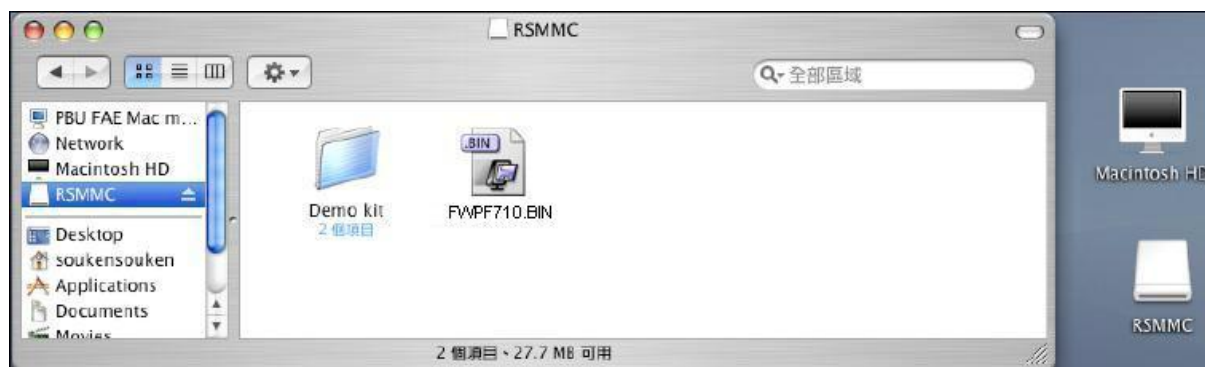 RSMMC
全部區域
PBU FAE Mac m...
Network
Macintosh HD
RSMMC
Desktop
soukensouken
Applications
Documents
Movies
Demo kit
2 個項目
.BIN
FWPF710.BIN
2 個項目、27.7 MB 可用
Macintosh HD
RSMMC